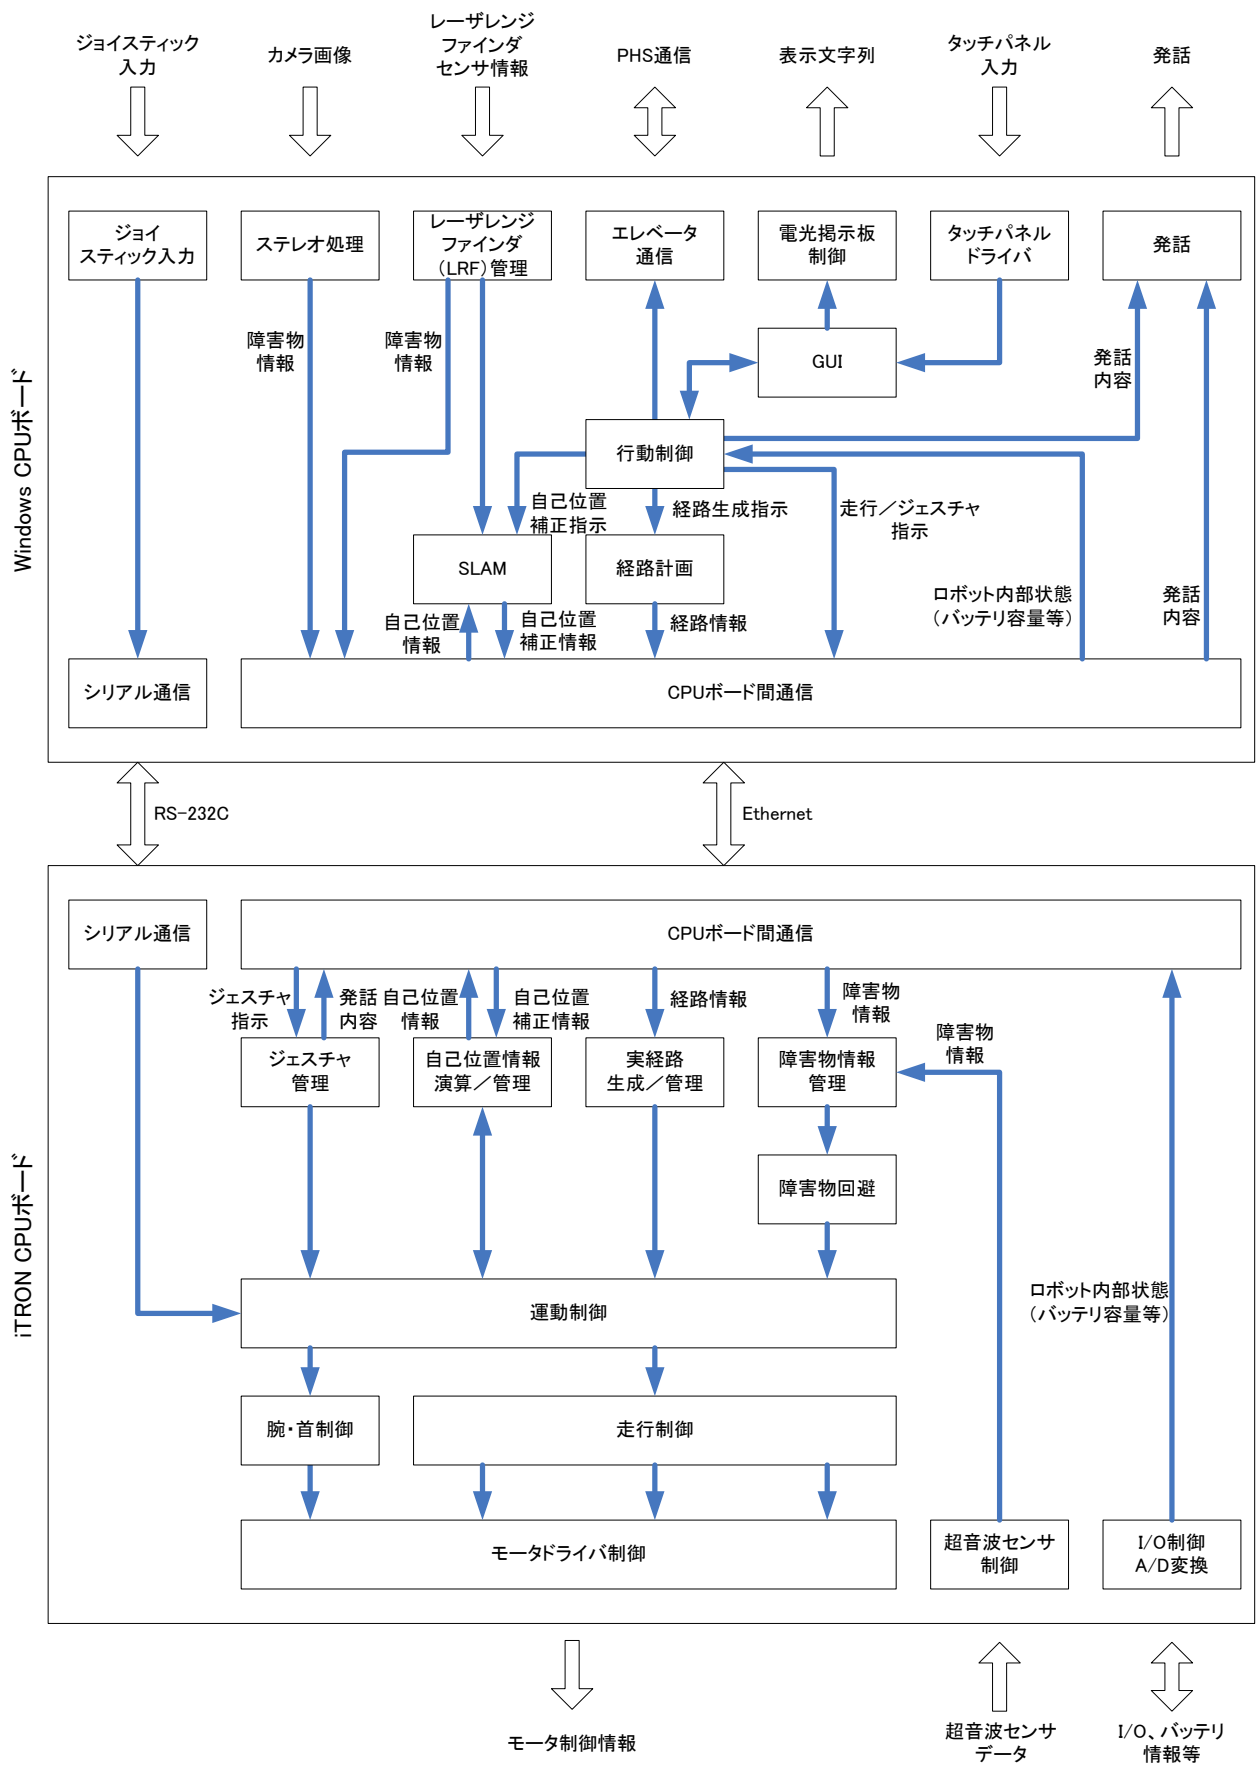 ジョイスティック
入力
カメラ画像
レーザレンジ
ファインダ
センサ情報
PHS通信
表示文字列
タッチパネル
入力
発話
Windows CPUボード
ジョイ
スティック入力
ステレオ処理
レーザレンジ
ファインダ
(LRF)管理
エレベータ
通信
電光掲示板
制御
タッチパネル
ドライバ
発話
障害物
情報
障害物
情報
GUI
発話
内容
行動制御
自己位置
補正指示
経路生成指示
走行／ジェスチャ
指示
SLAM
経路計画
自己位置
情報
自己位置
補正情報
経路情報
ロボット内部状態
(バッテリ容量等)
発話
内容
シリアル通信
CPUボード間通信
RS-232C
Ethernet
iTRON CPUボード
シリアル通信
CPUボード間通信
ジェスチャ
指示
発話
内容
自己位置
情報
自己位置
補正情報
経路情報
障害物
情報
障害物
情報
ジェスチャ
管理
自己位置情報
演算／管理
実経路
生成／管理
障害物情報
管理
障害物回避
ロボット内部状態
(バッテリ容量等)
運動制御
腕・首制御
走行制御
モータドライバ制御
超音波センサ
制御
I/O制御
A/D変換
モータ制御情報
超音波センサ
データ
I/O、バッテリ
情報等